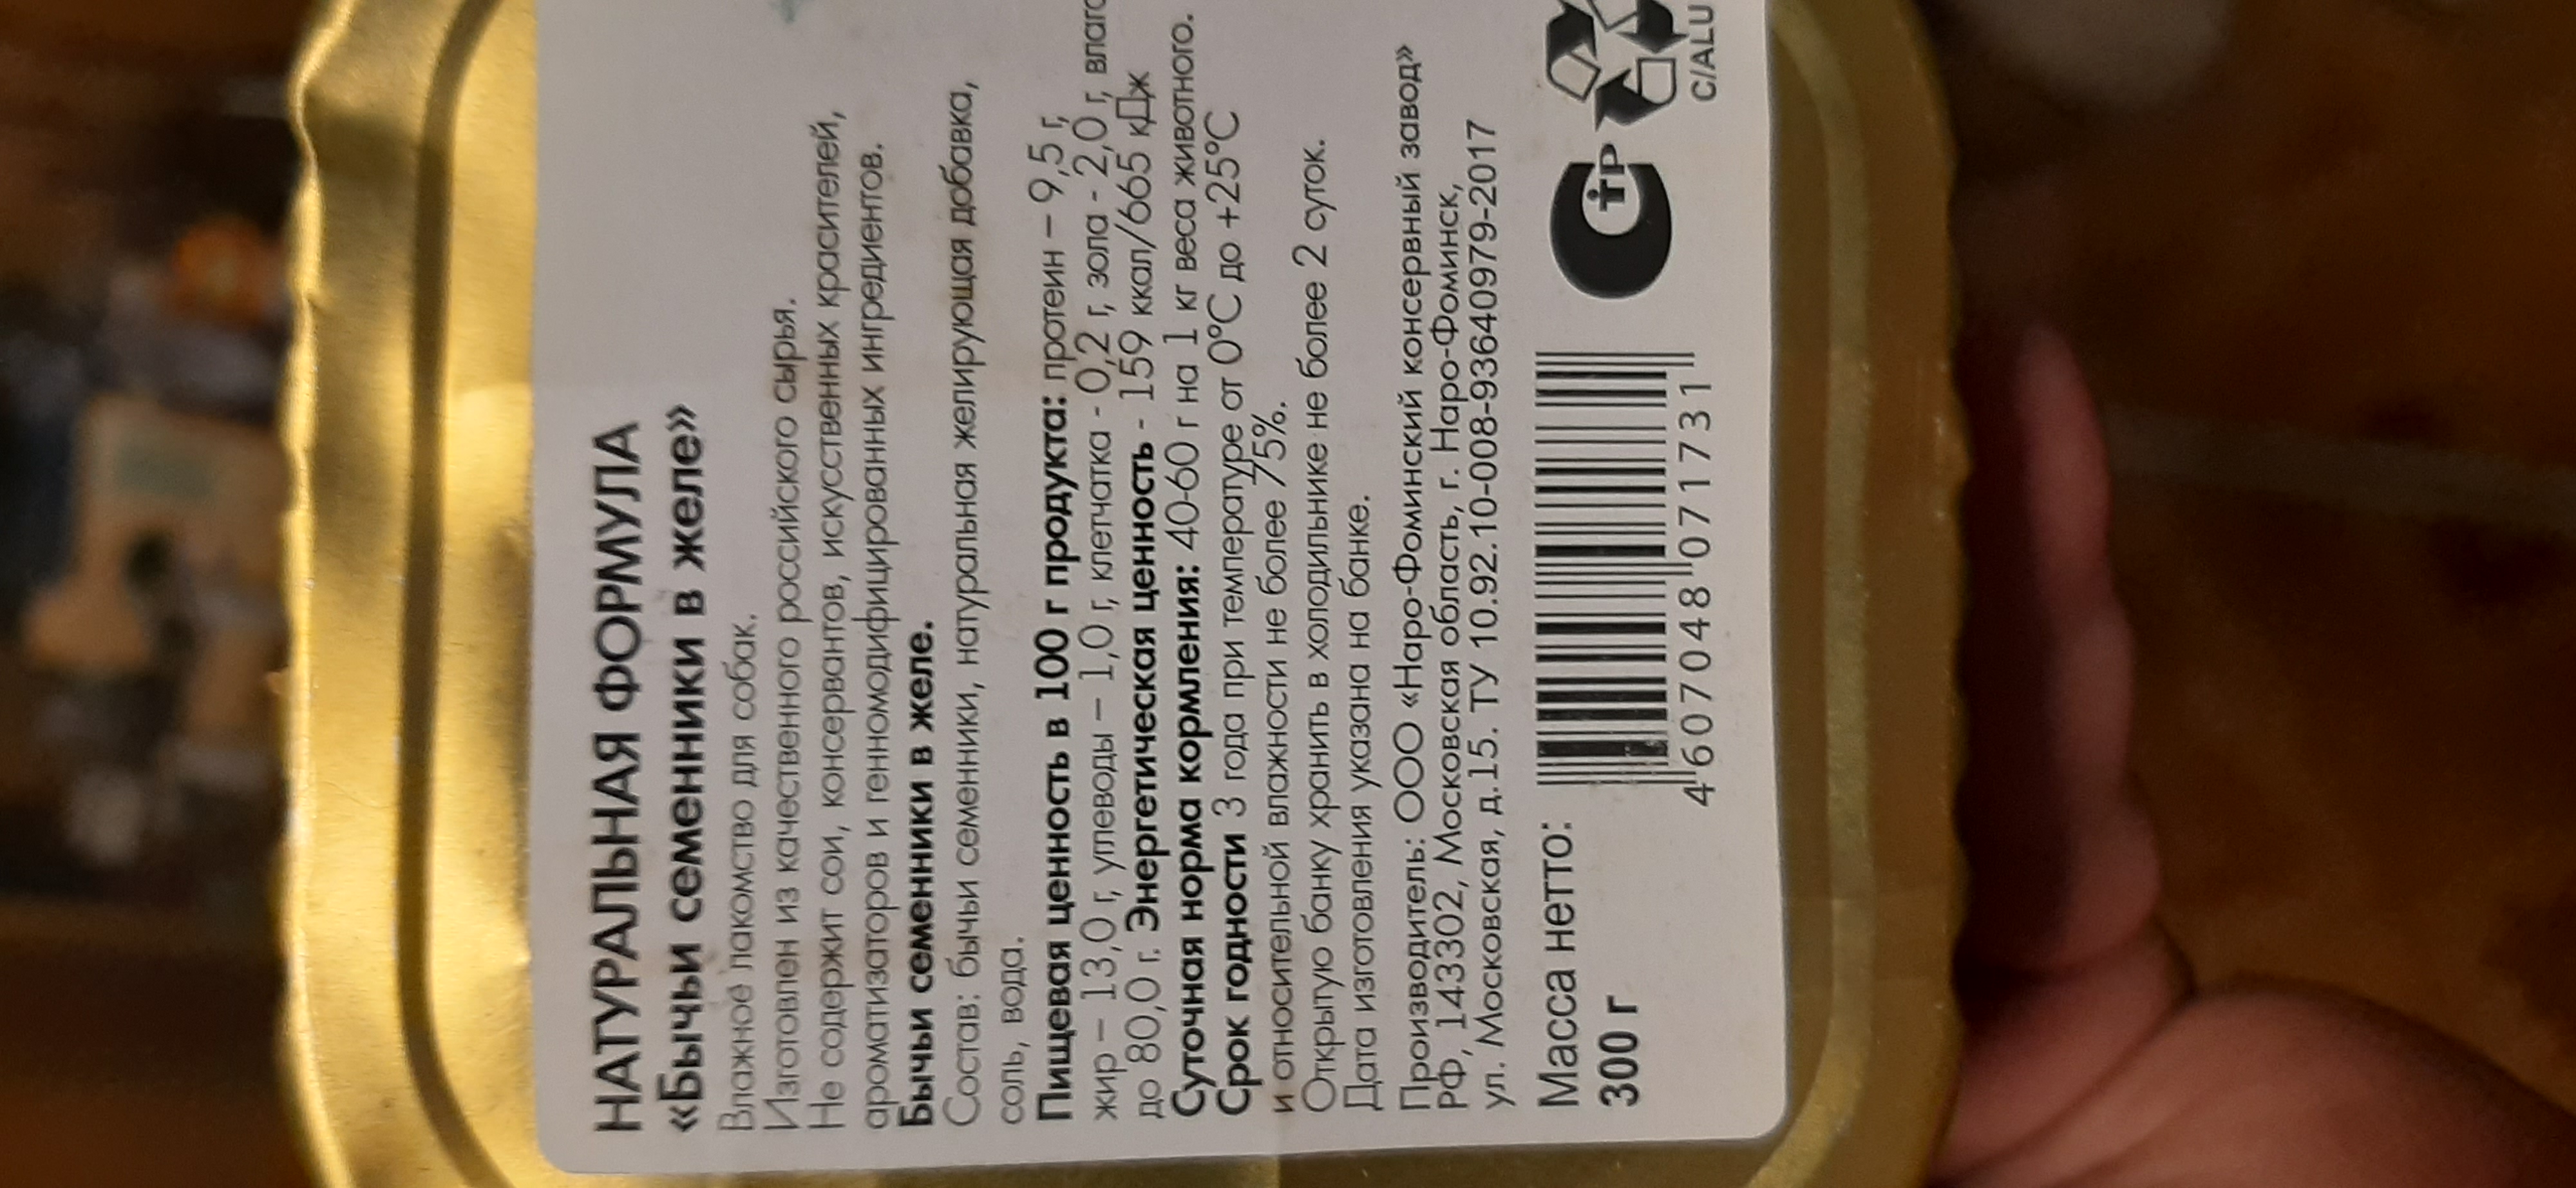 НАТУРАЛЬНАЯ ФОРМУЛА
«Бычьи семенники в желе»
Влажное лакомство для собак.
Изготовлен из качественного российского сырья.
Не содержит сои, консервантов, искусственных красителей,
ароматизаторов и генномодифицированных ингредиентов.
Бычьи семенники в желе.
Состав: бычьи семенники, натуральная желирующая добавка,
соль, вода.
Пищевая ценность в 100 г продукта: протеин – 9,5 г,
жир – 13,0 г, углеводы – 1,0 г, клетчатка - 0,2 г, зола - 2,0 г,
до 80,0 г. Энергетическая ценность - 159 ккал/665 кДж
Суточная норма кормления: 40-60 г на 1 кг веса животного.
Срок годности 3 года при температуре от 0°С до +25°С
и относительной влажности не более 75%.
Открытую банку хранить в холодильнике не более 2 суток.
Дата изготовления указана на банке.
Производитель: ООО «Наро-Фоминский консервный завод»
РФ, 143302, Московская область, г. Наро-Фоминск,
ул. Московская, д.15. ТУ 10.92.10-008-93640979-2017
Масса нетто:
300 г
4 607048 071731
СТР
C/ALU